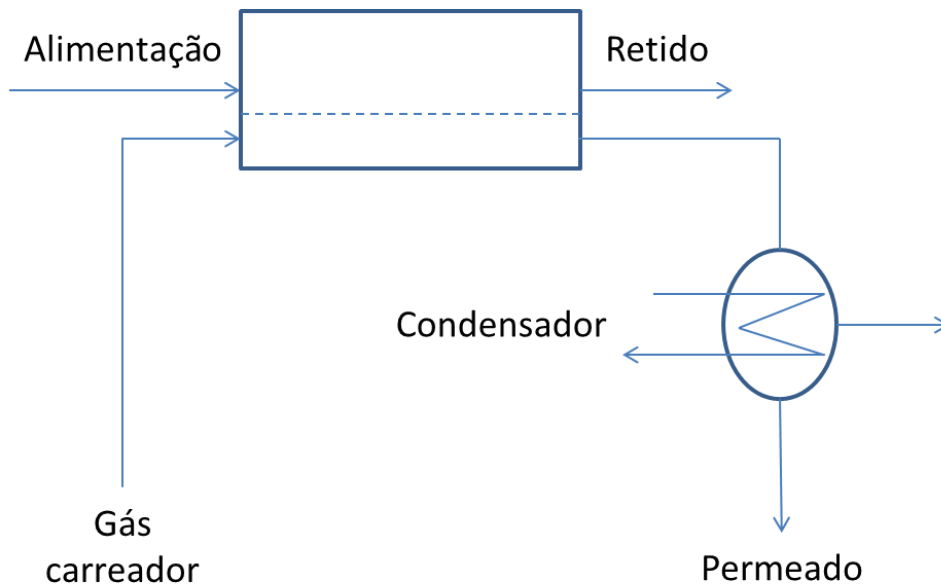 Alimentação
Retido
Condensador
Gás
carreador
Permeado